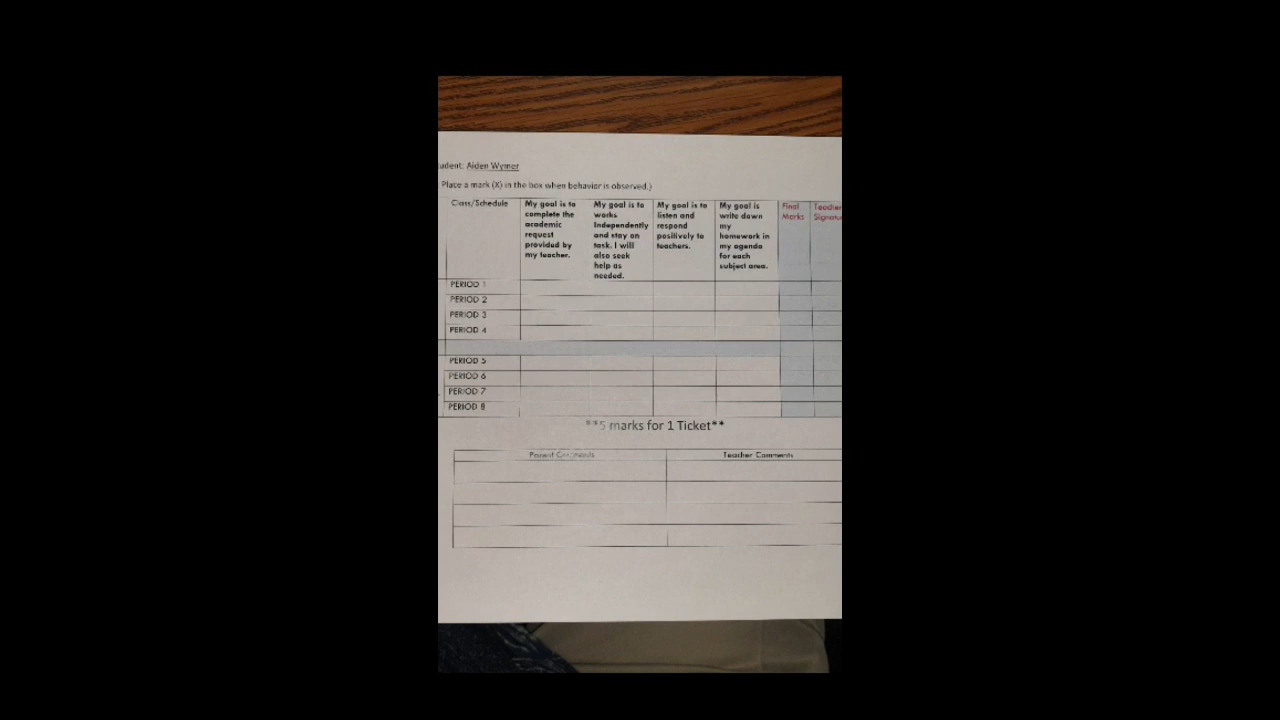 tudent: Aiden Wymer
Place a mark (X) in the box when behavior is observed.)
Class/Schedule
My goal is to
complete the
academic
request
provided by
my teacher.
My goal is to
works
Independently
and stay on
task. I will
also seek
help as
needed.
My goal is to
listen and
respond
positively to
teachers.
My goal is
write down
my
homework in
my agenda
for each
subject area.
Final
Marks
Teacher
Signatu
PERIOD 1
PERIOD 2
PERIOD 3
PERIOD 4
PERIOD 5
PERIOD 6
PERIOD 7
PERIOD 8
**5 marks for 1 Ticket**
Parent Comments
Teacher Comments